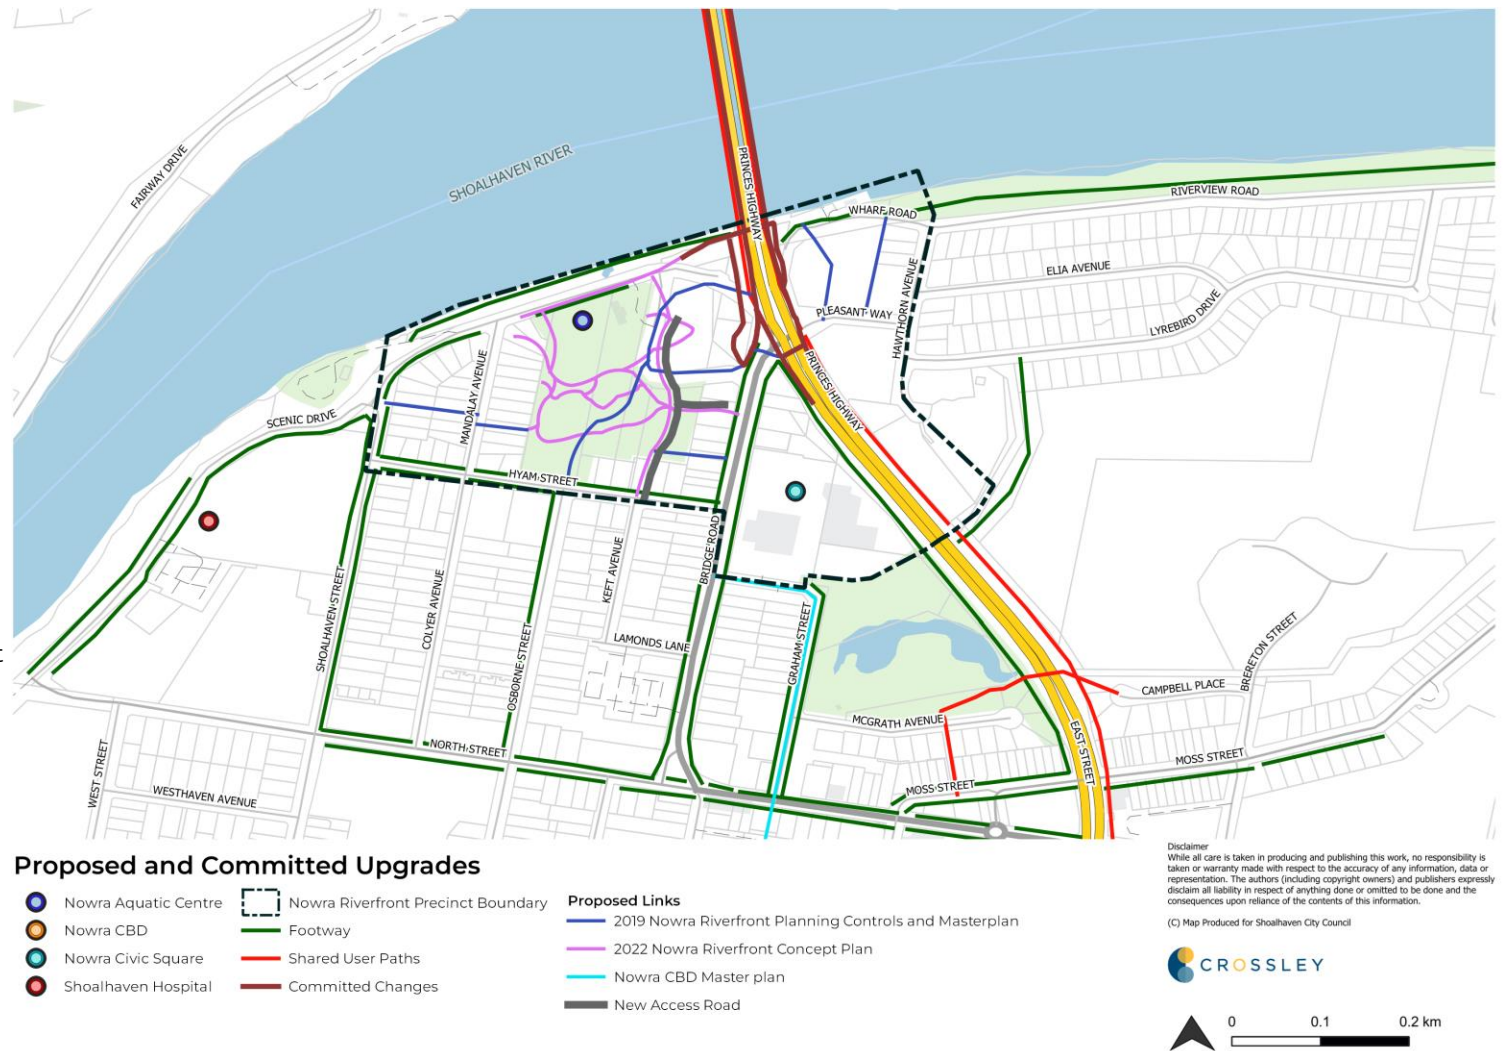 FAIRWAY DRIVE
SHOALHAVEN RIVER
PRINCES HIGHWAY
WHARF ROAD
RIVERVIEW ROAD
ELIA AVENUE
HAWTHORN AVENUE
PLEASANT WAY
LYREBIRD DRIVE
PRINCES HIGHWAY
SCENIC DRIVE
MANDALAY AVENUE
HYAM STREET
BRIDGE ROAD
KEFT AVENUE
SHOALHAVEN STREET
COLYER AVENUE
OSBORNE STREET
LAMONDS LANE
GRAHAM STREET
BRERETON STREET
CAMPBELL PLACE
MCGRATH AVENUE
EAST STREET
NORTH STREET
MOSS STREET
MOSS STREET
WEST STREET
WESTHAVEN AVENUE
t
Proposed and Committed Upgrades
Nowra Aquatic Centre
Nowra CBD
Nowra Civic Square
Shoalhaven Hospital
Nowra Riverfront Precinct Boundary
Footway
Shared User Paths
Committed Changes
Proposed Links
2019 Nowra Riverfront Planning Controls and Masterplan
2022 Nowra Riverfront Concept Plan
Nowra CBD Master plan
New Access Road
Disclaimer
While all care is taken in producing and publishing this work, no responsibility is
taken or warranty made with respect to the accuracy of any information, data or
representation. The authors (including copyright owners) and publishers expressly
disclaim all liability in respect of anything done or omitted to be done and the
consequences upon reliance of the contents of this information.
(C) Map Produced for Shoalhaven City Council
CROSSLEY
0 0.1 0.2 km